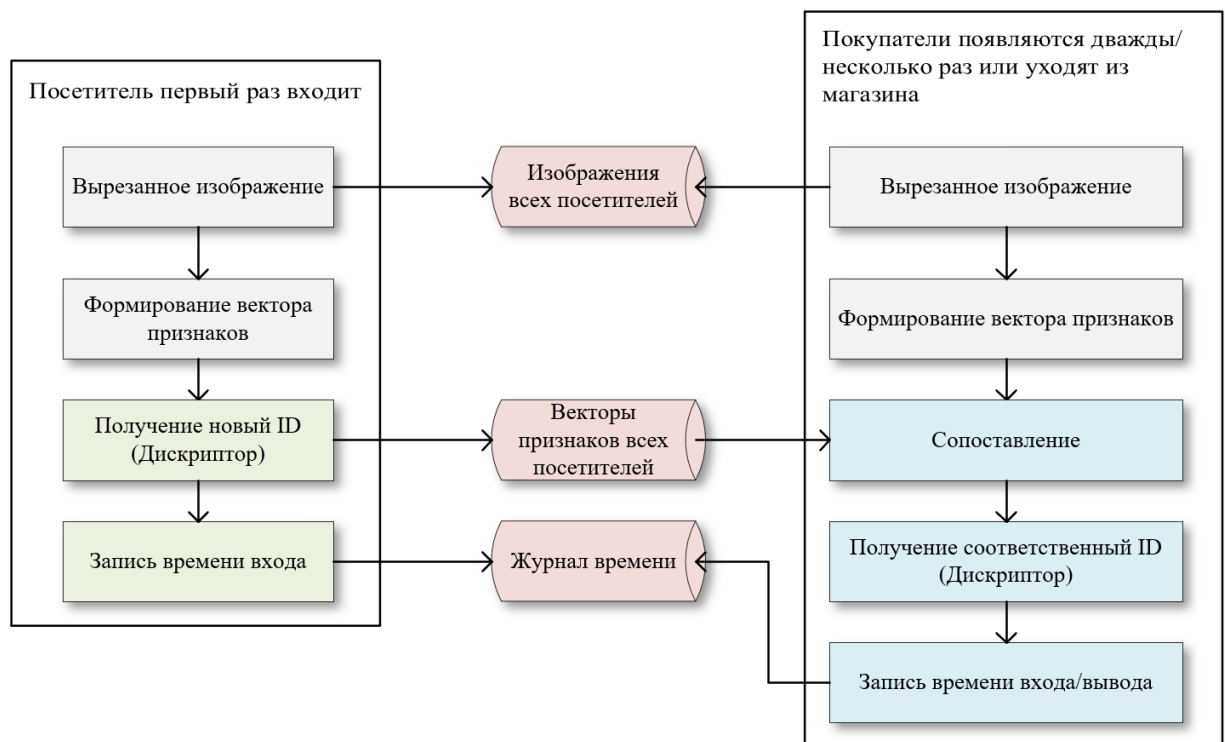 Посетитель первый раз входит
Вырезанное изображение
Формирование вектора
признаков
Получение новый ID
(Дискриптор)
Запись времени входа
Изображения
всех посетителей
Векторы
признаков всех
посетителей
Журнал времени
Покупатели появляются дважды/
несколько раз или уходят из
магазина
Вырезанное изображение
Формирование вектора признаков
Сопоставление
Получение соответственный ID
(Дискриптор)
Запись времени входа/вывода